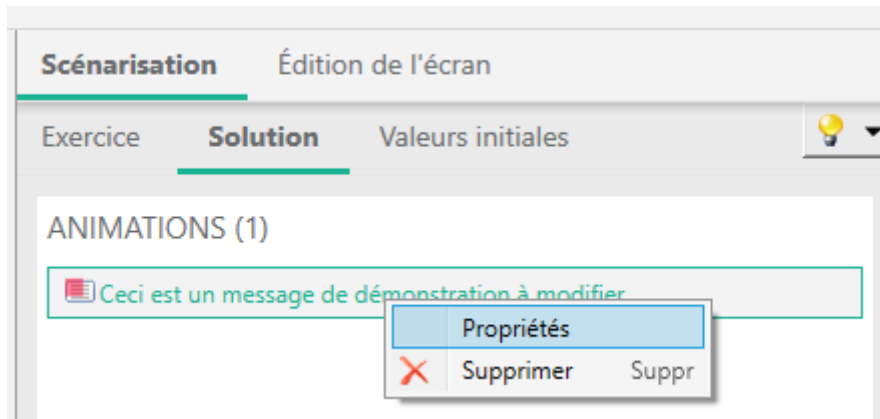 Scénarisation Édition de l'écran
Exercice Solution Valeurs initiales
ANIMATIONS (1)
Ceci est un message de démonstration à modifier
Propriétés
Supprimer Suppr